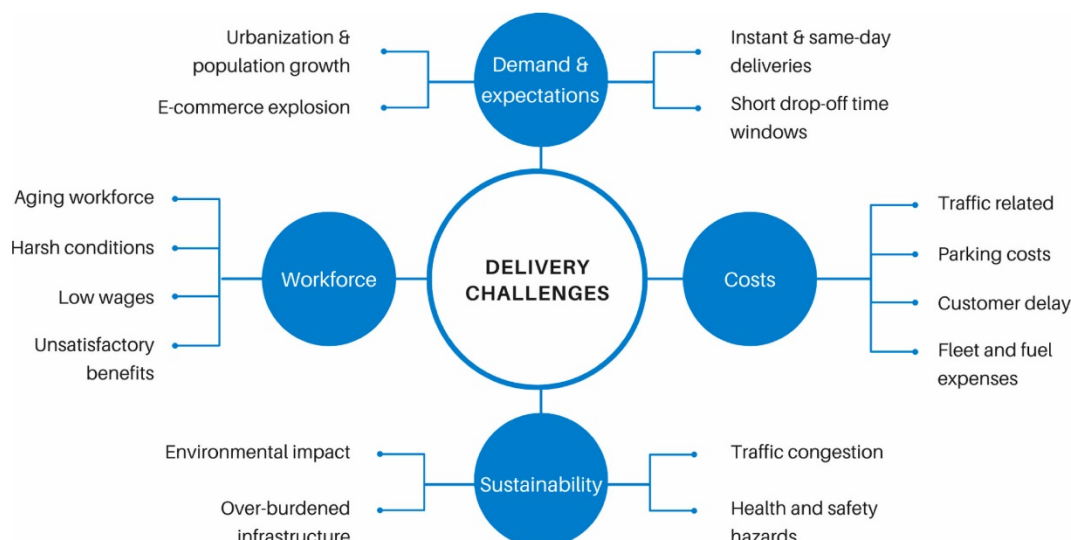 Urbanization &
population growth
E-commerce explosion
Demand &
expectations
Instant & same-day
deliveries
Short drop-off time
windows
Aging workforce
Harsh conditions
Low wages
Unsatisfactory
benefits
Workforce
DELIVERY
CHALLENGES
Costs
Traffic related
Parking costs
Customer delay
Fleet and fuel
expenses
Environmental impact
Over-burdened
infrastructure
Sustainability
Traffic congestion
Health and safety
hazards